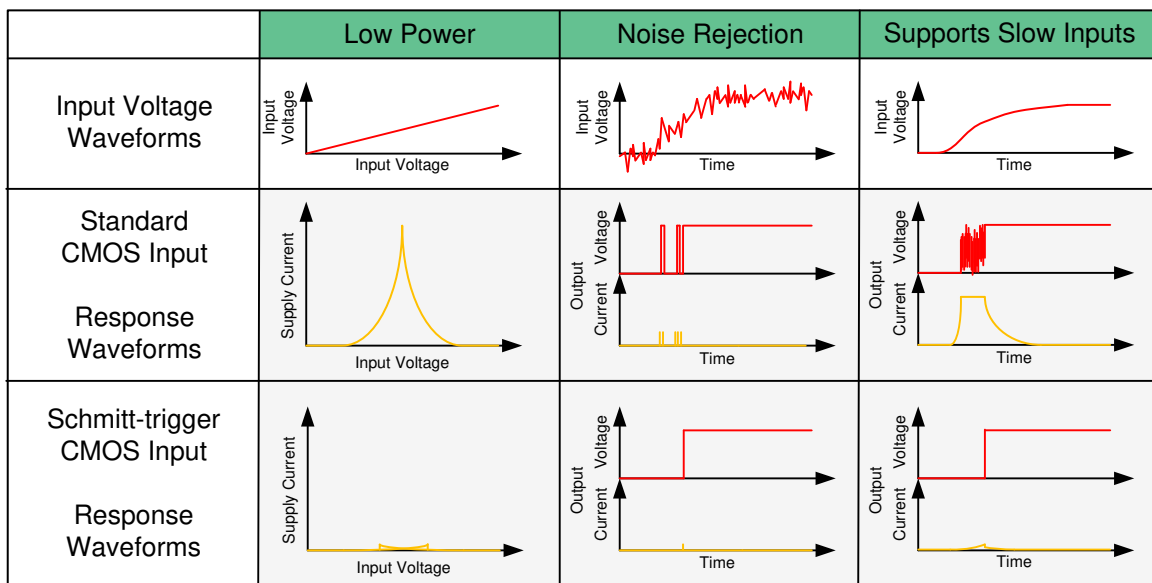 Low Power
Noise Rejection
Supports Slow Inputs
Input Voltage
Waveforms
Input
Voltage
Input Voltage
Input
Voltage
Time
Input
Voltage
Time
Standard
CMOS Input
Response
Waveforms
Supply Current
Input Voltage
Output
Voltage
Current
Time
Output
Voltage
Current
Time
Schmitt-trigger
CMOS Input
Response
Waveforms
Supply Current
Input Voltage
Output
Voltage
Current
Time
Output
Voltage
Current
Time